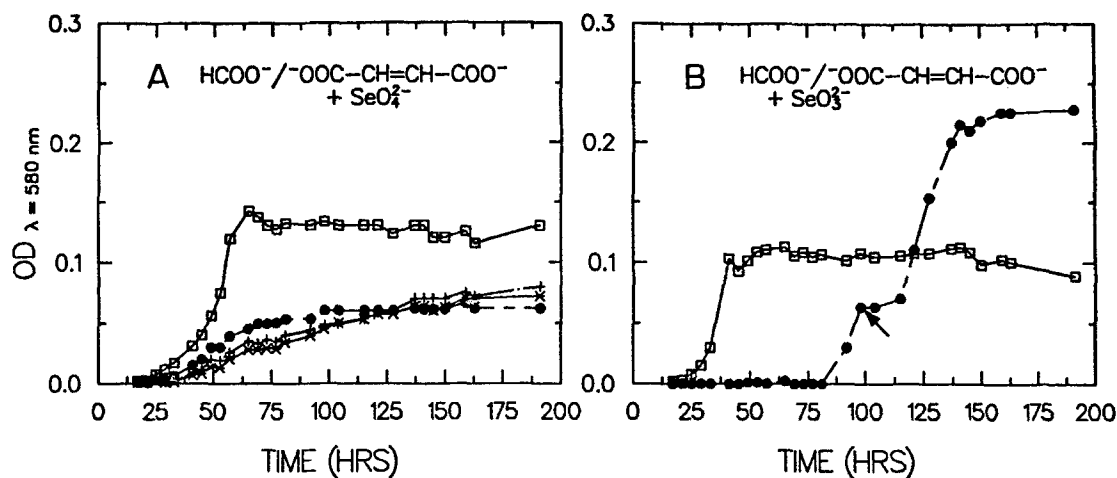 OD λ = 580 nm
0.3
0.2
0.1
0.0
A
HCOO⁻/⁻OOC-CH=CH-COO⁻
+ SeO₄²⁻
0 25 50 75 100 125 150 175 200
TIME (HRS)
0.3
0.2
0.1
0.0
B
HCOO⁻/⁻OOC-CH=CH-COO⁻
+ SeO₃²⁻
0 25 50 75 100 125 150 175 200
TIME (HRS)